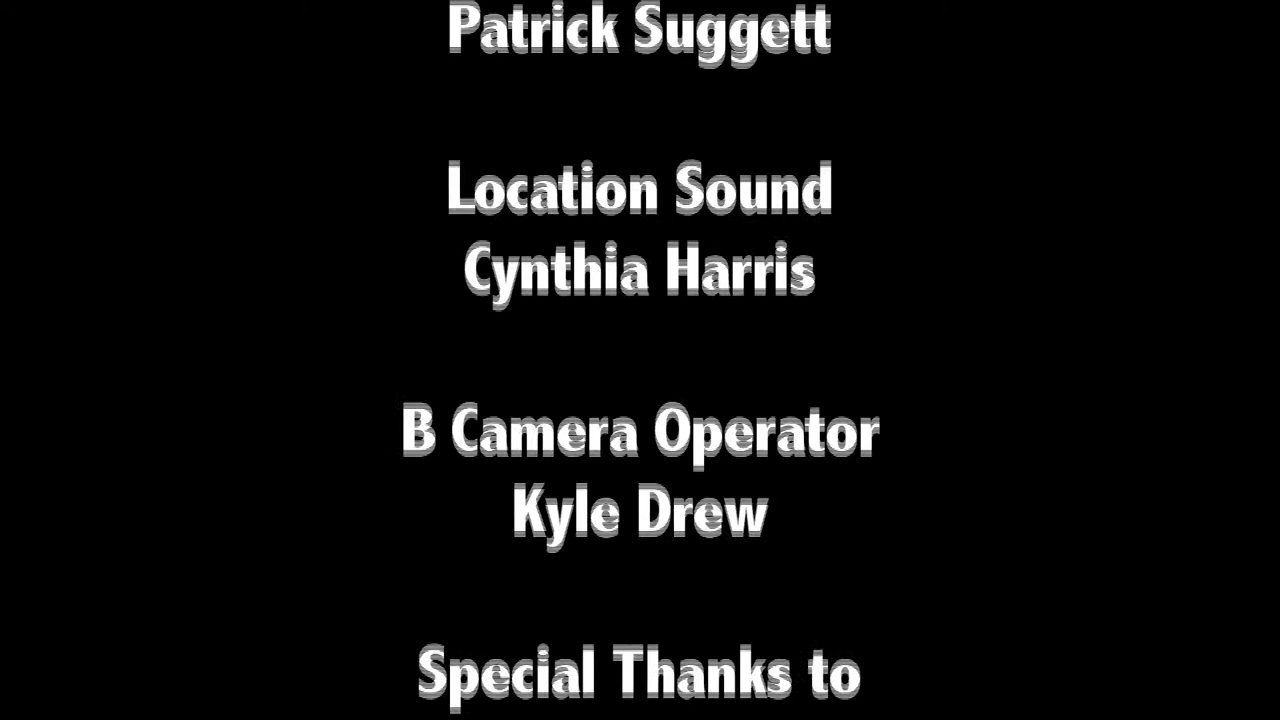 Patrick Suggett
Location Sound
Cynthia Harris
B Camera Operator
Kyle Drew
Special Thanks to